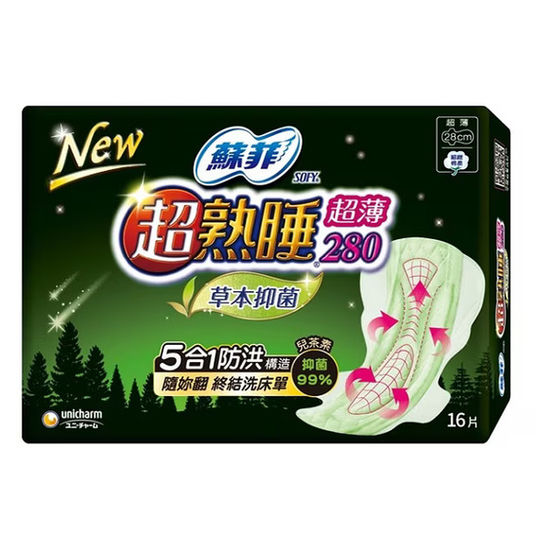 New
蘇菲
SOFY.
超薄
28cm
超熟睡®
超薄
280
草本抑菌
5合1防洪構造
隨妳翻 終結洗床單
兒茶素
抑菌
99%
unicharm
ユニ・チャーム
16片